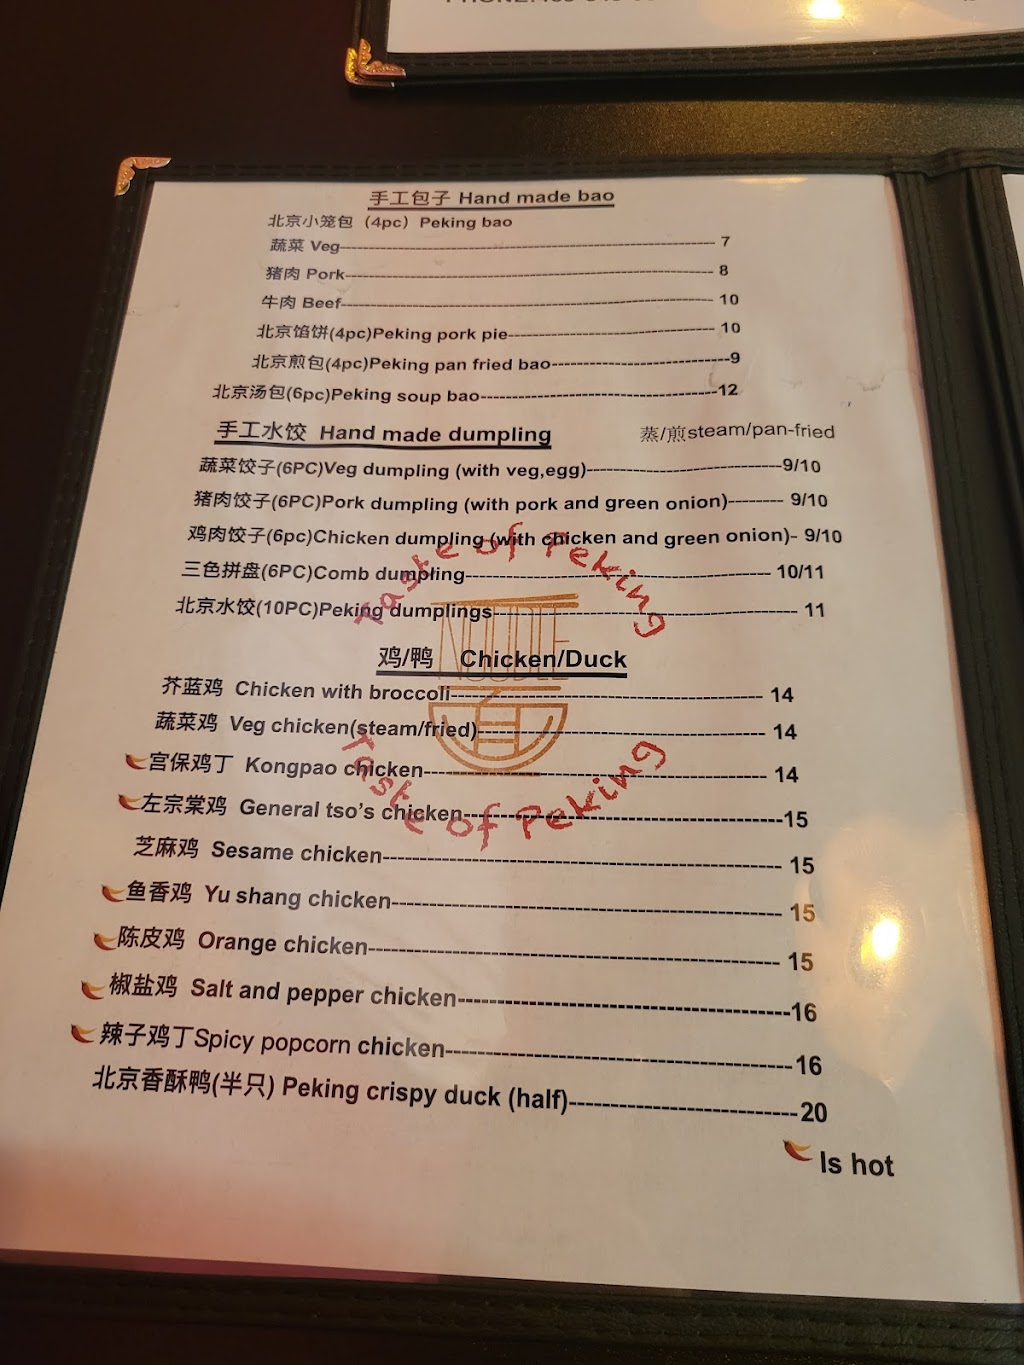 手工包子 Hand made bao
北京小笼包（4pc）Peking bao
蔬菜 Veg 7
猪肉 Pork 8
牛肉 Beef 10
北京馅饼(4pc)Peking pork pie 10
北京煎包(4pc)Peking pan fried bao 9
北京汤包(6pc)Peking soup bao 12
手工水饺 Hand made dumpling 蒸/煎steam/pan-fried
蔬菜饺子(6PC)Veg dumpling (with veg,egg) 9/10
猪肉饺子(6PC)Pork dumpling (with pork and green onion) 9/10
鸡肉饺子(6pc)Chicken dumpling (with chicken and green onion)- 9/10
Taste of Peking
三色拼盘(6PC)Comb dumpling 10/11
北京水饺(10PC)Peking dumplings 11
NOODLE
鸡/鸭 Chicken/Duck
芥蓝鸡 Chicken with broccoli 14
蔬菜鸡 Veg chicken(steam/fried) 14
宫保鸡丁 Kongpao chicken 14
左宗棠鸡 General tso's chicken 15
Taste of Peking
芝麻鸡 Sesame chicken 15
鱼香鸡 Yu shang chicken 15
陈皮鸡 Orange chicken 15
椒盐鸡 Salt and pepper chicken 16
辣子鸡丁Spicy popcorn chicken 16
北京香酥鸭(半只) Peking crispy duck (half) 20
Is hot